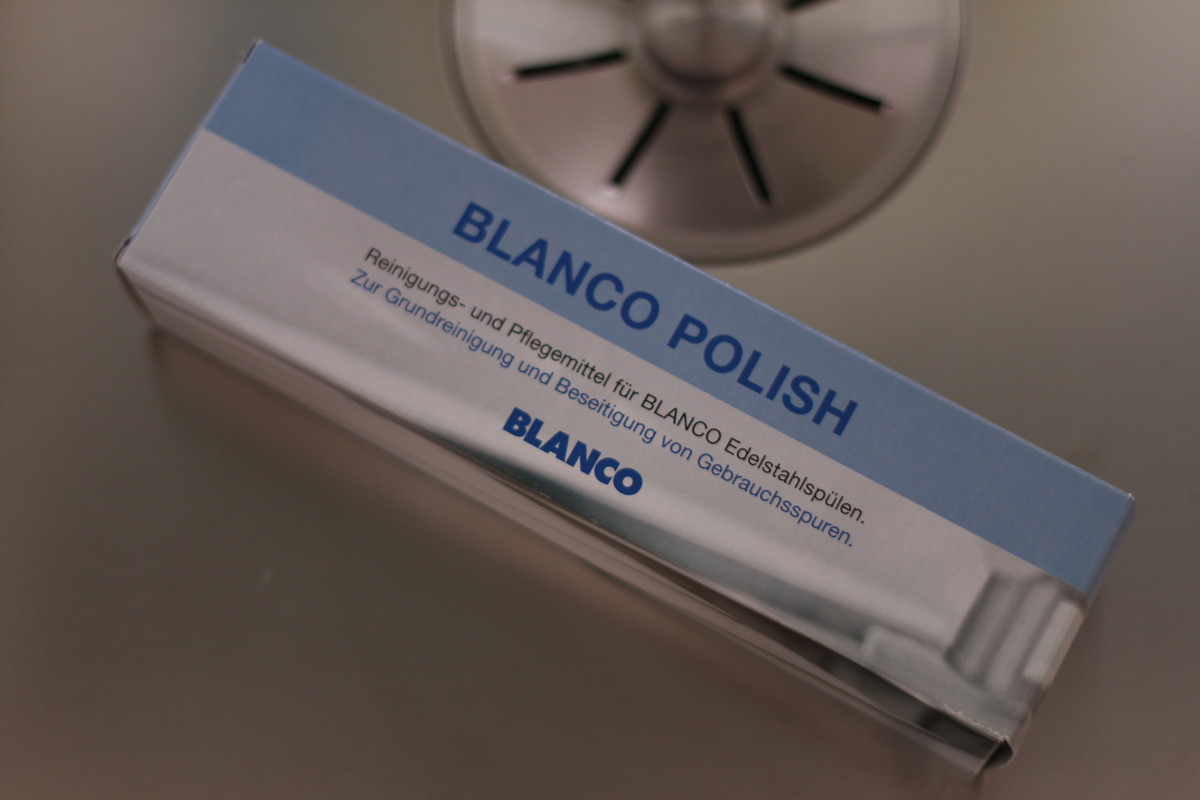 BLANCO POLISH
Reinigungs- und Pflegemittel für BLANCO Edelstahlspülen.
Zur Grundreinigung und Beseitigung von Gebrauchsspuren.
BLANCO